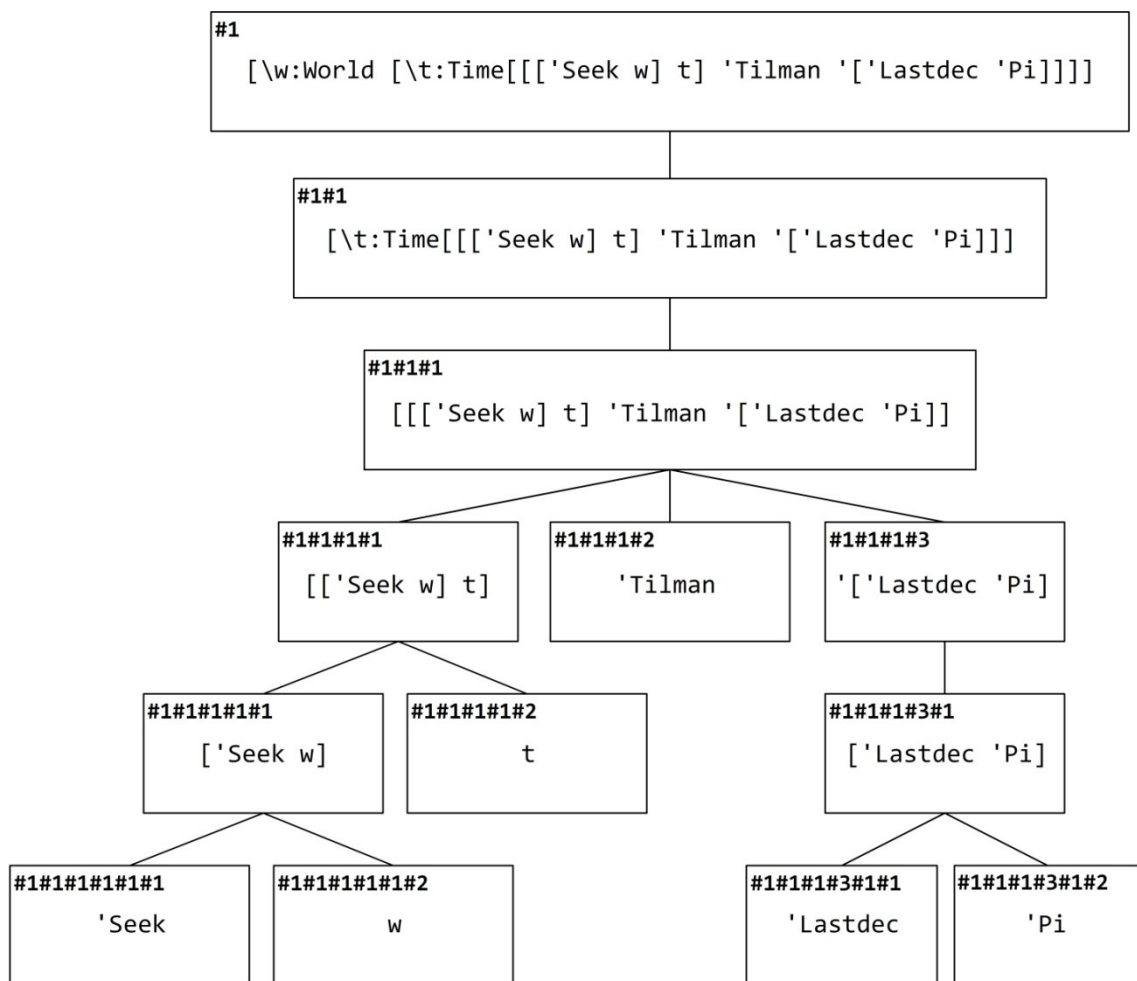 #1
[\w:World [\t:Time[[['Seek w] t] 'Tilman '['Lastdec 'Pi]]]]
#1#1
[\t:Time[[['Seek w] t] 'Tilman '['Lastdec 'Pi]]]
#1#1#1
[[['Seek w] t] 'Tilman '['Lastdec 'Pi]]
#1#1#1#1
[['Seek w] t]
#1#1#1#2
'Tilman
#1#1#1#3
'['Lastdec 'Pi]
#1#1#1#1#1
['Seek w]
#1#1#1#1#2
t
#1#1#1#3#1
['Lastdec 'Pi]
#1#1#1#1#1#1
'Seek
#1#1#1#1#1#2
w
#1#1#1#3#1#1
'Lastdec
#1#1#1#3#1#2
'Pi